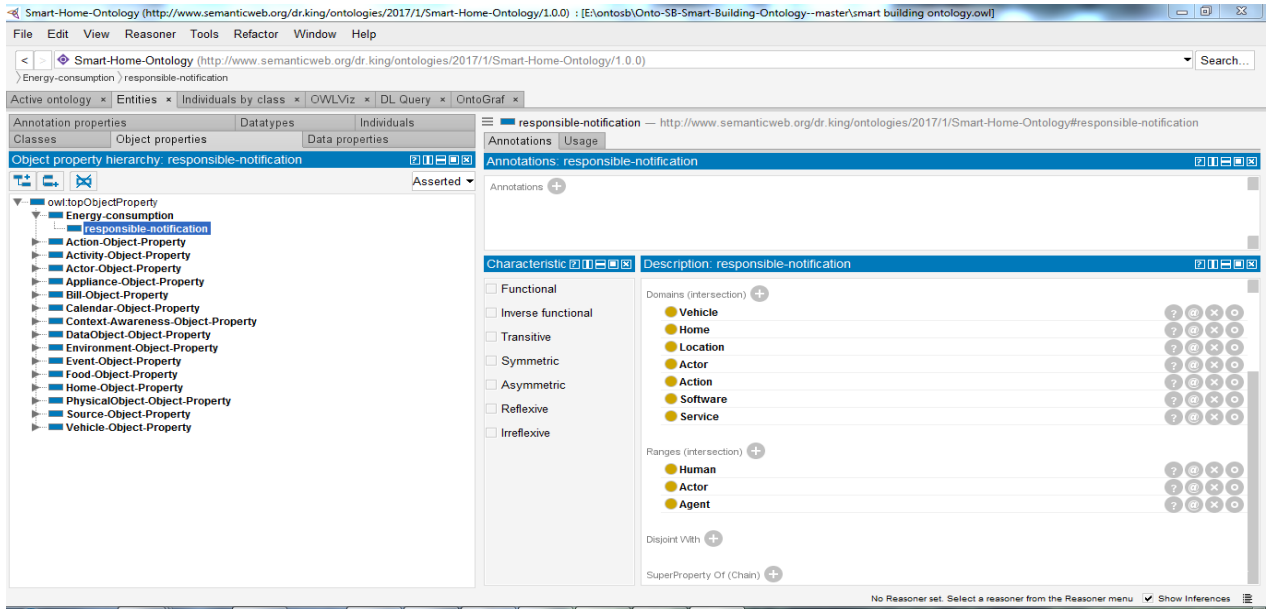 Smart-Home-Ontology (http://www.semanticweb.org/dr.king/ontologies/2017/1/Smart-Home-Ontology/1.0.0) : [E:\ontosb\Onto-SB-Smart-Building-Ontology--master\smart building ontology.owl]
File Edit View Reasoner Tools Refactor Window Help
< > Smart-Home-Ontology (http://www.semanticweb.org/dr.king/ontologies/2017/1/Smart-Home-Ontology/1.0.0) Search...
Energy-consumption responsible-notification
Active ontology × Entities × Individuals by class × OWLViz × DL Query × OntoGraf ×
Annotation properties Datatypes Individuals
Classes Object properties Data properties
Object property hierarchy: responsible-notification
Asserted
owl:topObjectProperty
Energy-consumption
responsible-notification
Action-Object-Property
Activity-Object-Property
Actor-Object-Property
Appliance-Object-Property
Bill-Object-Property
Calendar-Object-Property
Context-Awareness-Object-Property
DataObject-Object-Property
Environment-Object-Property
Event-Object-Property
Food-Object-Property
Home-Object-Property
PhysicalObject-Object-Property
Source-Object-Property
Vehicle-Object-Property
responsible-notification — http://www.semanticweb.org/dr.king/ontologies/2017/1/Smart-Home-Ontology#responsible-notification
Annotations Usage
Annotations: responsible-notification
Annotations
Characteristic
Functional
Inverse functional
Transitive
Symmetric
Asymmetric
Reflexive
Irreflexive
Description: responsible-notification
Domains (intersection)
Vehicle
Home
Location
Actor
Action
Software
Service
Ranges (intersection)
Human
Actor
Agent
Disjoint With
SuperProperty Of (Chain)
No Reasoner set. Select a reasoner from the Reasoner menu Show Inferences